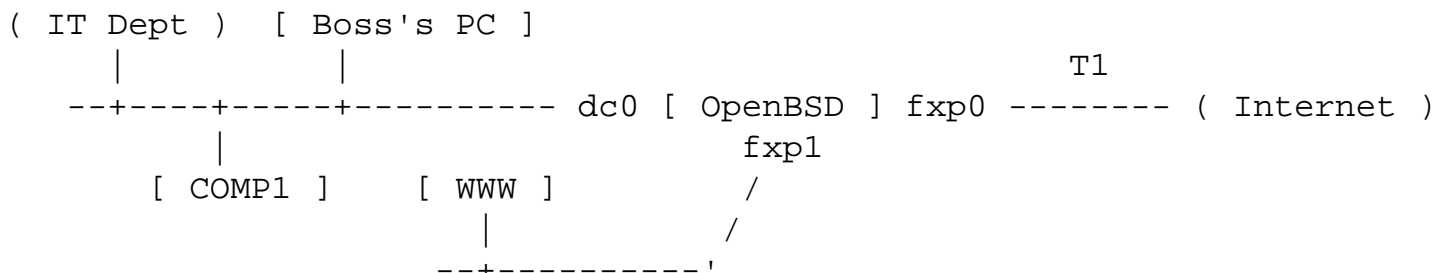 ( IT Dept ) [ Boss's PC ]
T1
dc0 [ OpenBSD ] fxp0 -------- ( Internet )
fxp1
[ COMP1 ] [ WWW ]